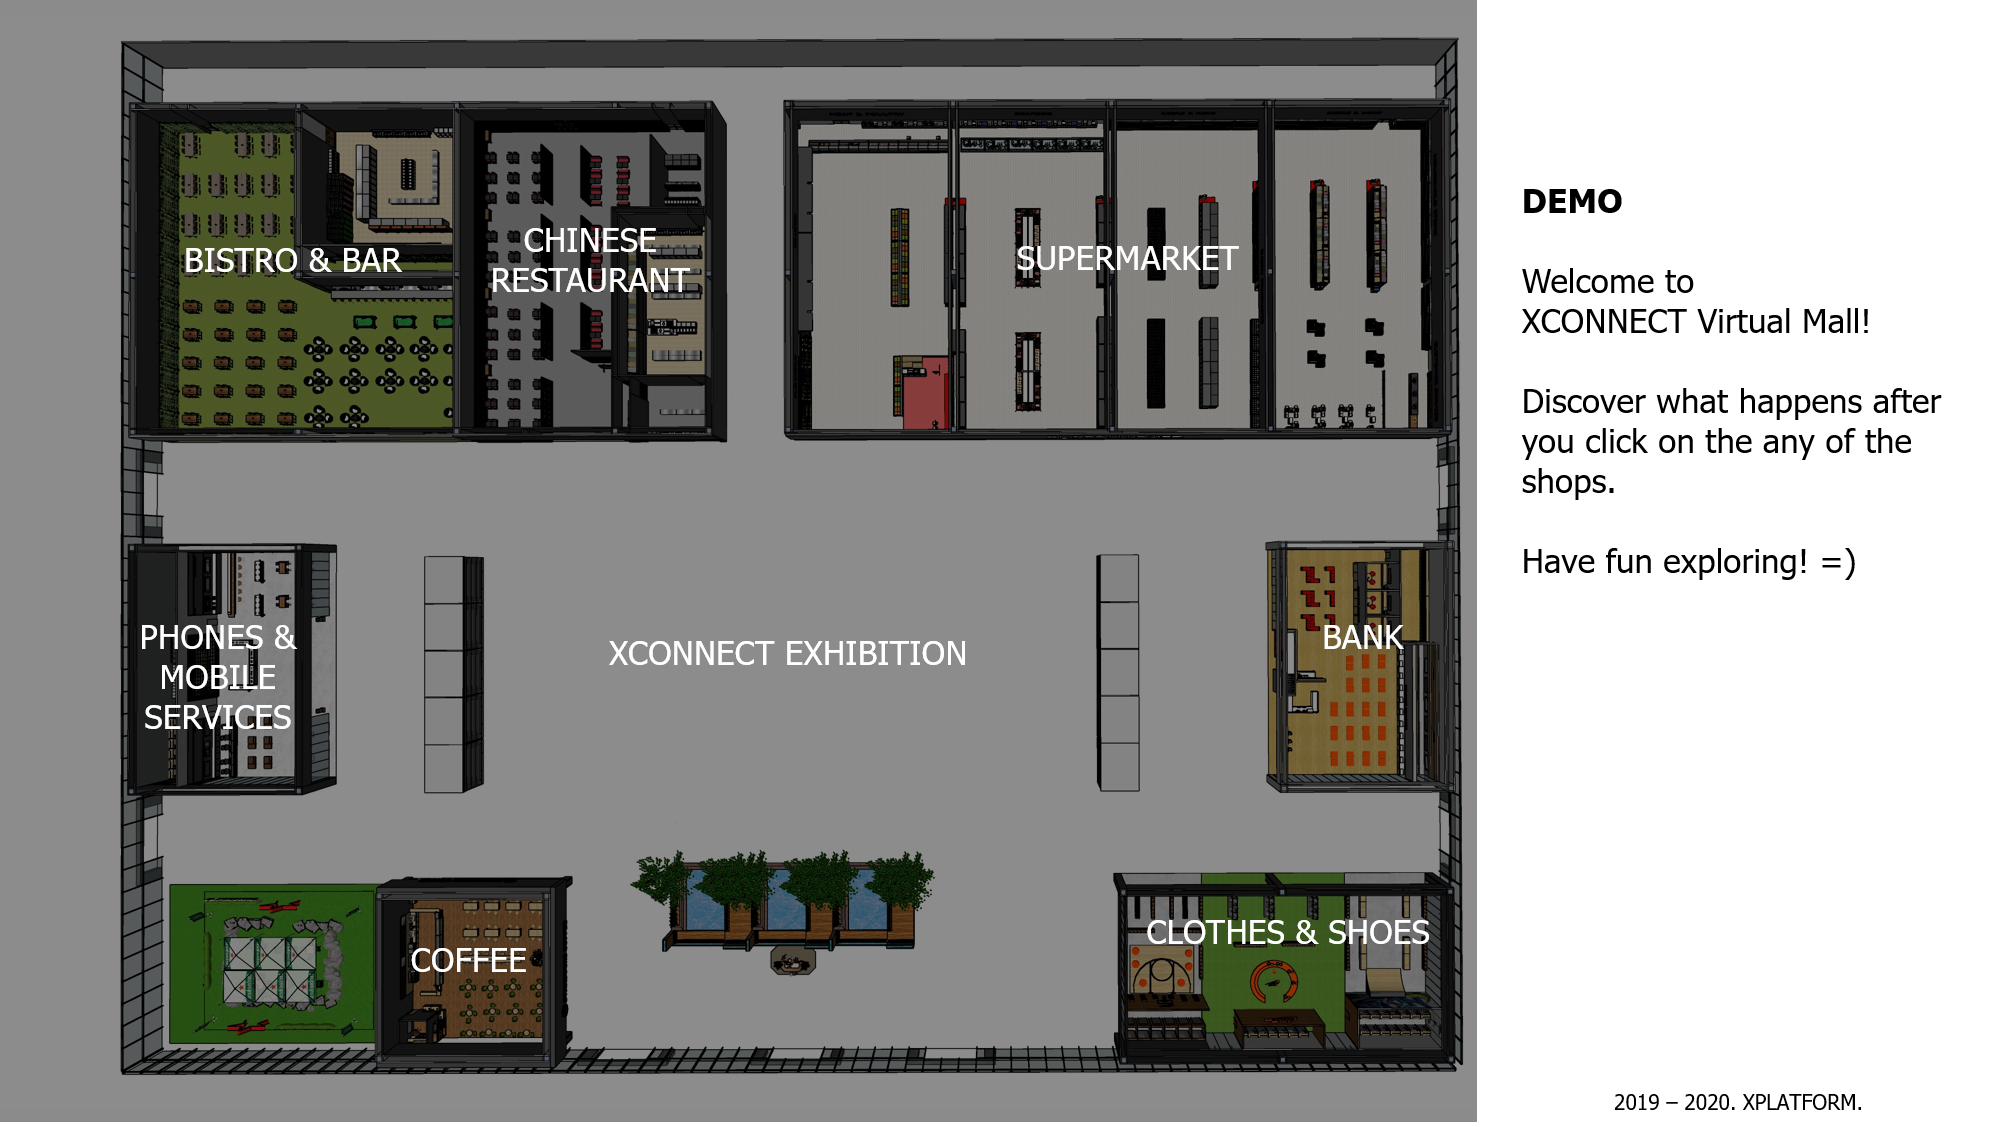 BISTRO & BAR
CHINESE
RESTAURANT
SUPERMARKET
PHONES &
MOBILE
SERVICES
XCONNECT EXHIBITION
BANK
COFFEE
CLOTHES & SHOES
DEMO
Welcome to
XCONNECT Virtual Mall!
Discover what happens after
you click on the any of the
shops.
Have fun exploring! =)
2019 – 2020. XPLATFORM.